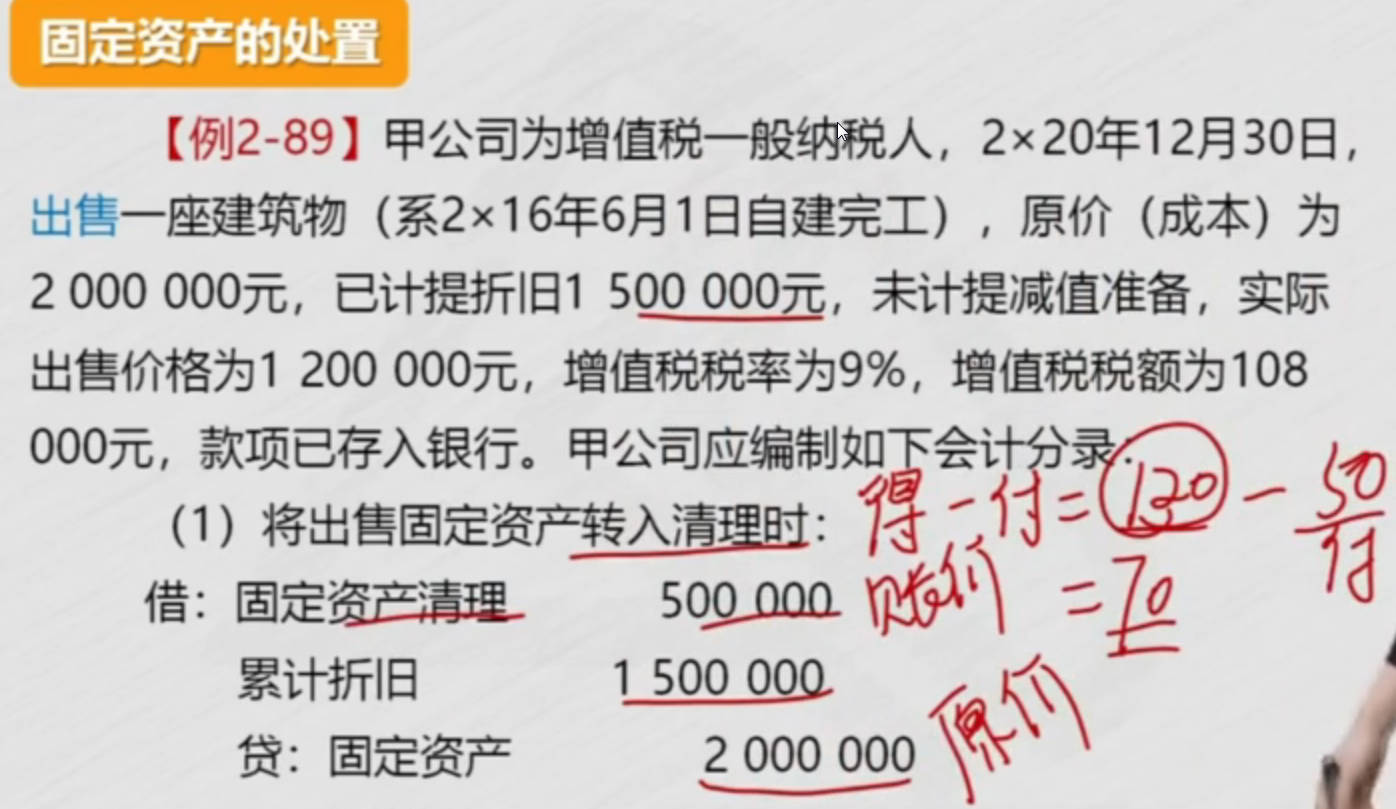 固定资产的处置
【例2-89】甲公司为增值税一般纳税人，2×20年12月30日，
出售一座建筑物（系2×16年6月1日自建完工），原价（成本）为
2 000 000元，已计提折旧1 500 000元，未计提减值准备，实际
出售价格为1 200 000元，增值税税率为9%，增值税税额为108
000元，款项已存入银行。甲公司应编制如下会计分录：
（1）将出售固定资产转入清理时：
得-付=120-50
付
借：固定资产清理 500 000
账价 =70
累计折旧 1 500 000
贷：固定资产 2 000 000
原价